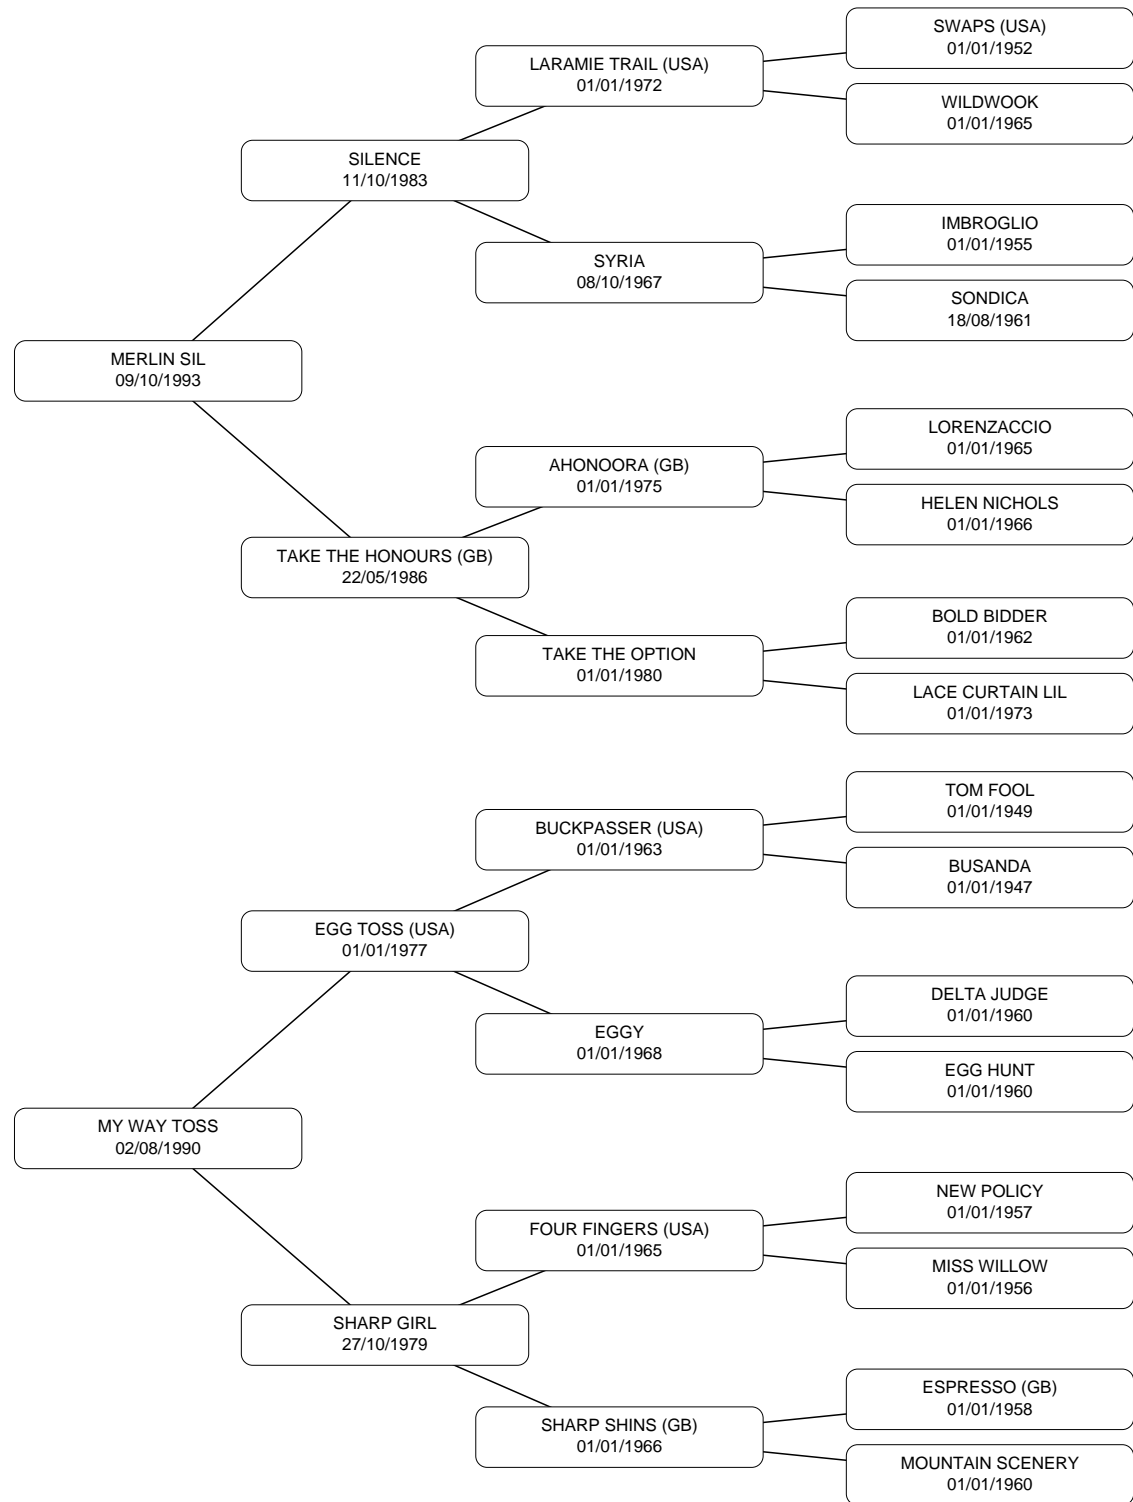 SWAPS (USA)
01/01/1952
LARAMIE TRAIL (USA)
01/01/1972
WILDWOOK
01/01/1965
SILENCE
11/10/1983
IMBROGLIO
01/01/1955
SYRIA
08/10/1967
SONDICA
18/08/1961
MERLIN SIL
09/10/1993
LORENZACCIO
01/01/1965
AHONOORA (GB)
01/01/1975
HELEN NICHOLS
01/01/1966
TAKE THE HONOURS (GB)
22/05/1986
BOLD BIDDER
01/01/1962
TAKE THE OPTION
01/01/1980
LACE CURTAIN LIL
01/01/1973
TOM FOOL
01/01/1949
BUCKPASSER (USA)
01/01/1963
BUSANDA
01/01/1947
EGG TOSS (USA)
01/01/1977
DELTA JUDGE
01/01/1960
EGGY
01/01/1968
EGG HUNT
01/01/1960
MY WAY TOSS
02/08/1990
NEW POLICY
01/01/1957
FOUR FINGERS (USA)
01/01/1965
MISS WILLOW
01/01/1956
SHARP GIRL
27/10/1979
ESPRESSO (GB)
01/01/1958
SHARP SHINS (GB)
01/01/1966
MOUNTAIN SCENERY
01/01/1960